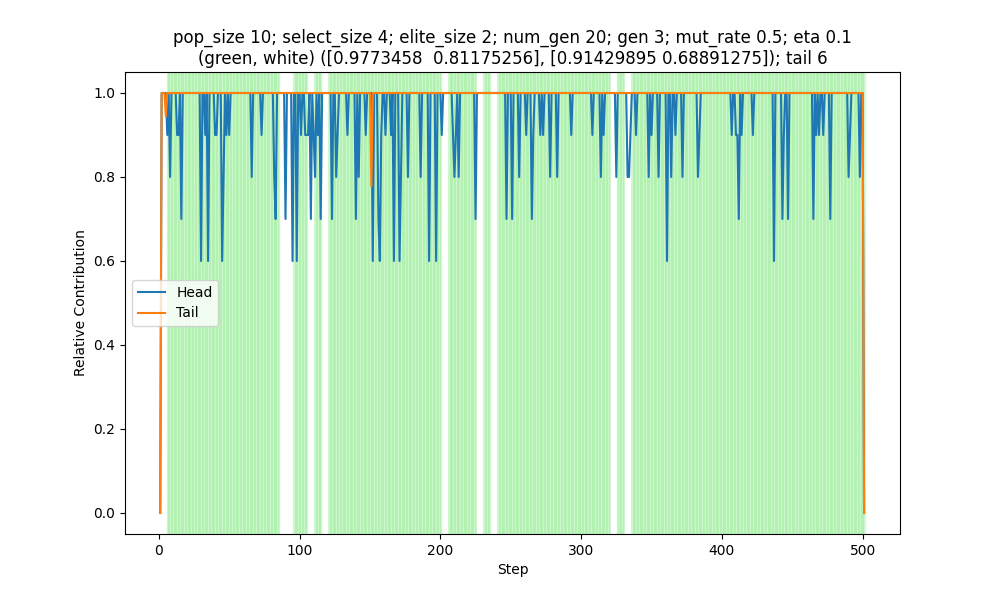 pop_size 10; select_size 4; elite_size 2; num_gen 20; gen 3; mut_rate 0.5; eta 0.1
(green, white) ([0.9773458  0.81175256], [0.91429895 0.68891275]); tail 6
1.0
0.8
0.6
0.4
0.2
0.0
Relative Contribution
Head
Tail
0
100
200
300
400
500
Step